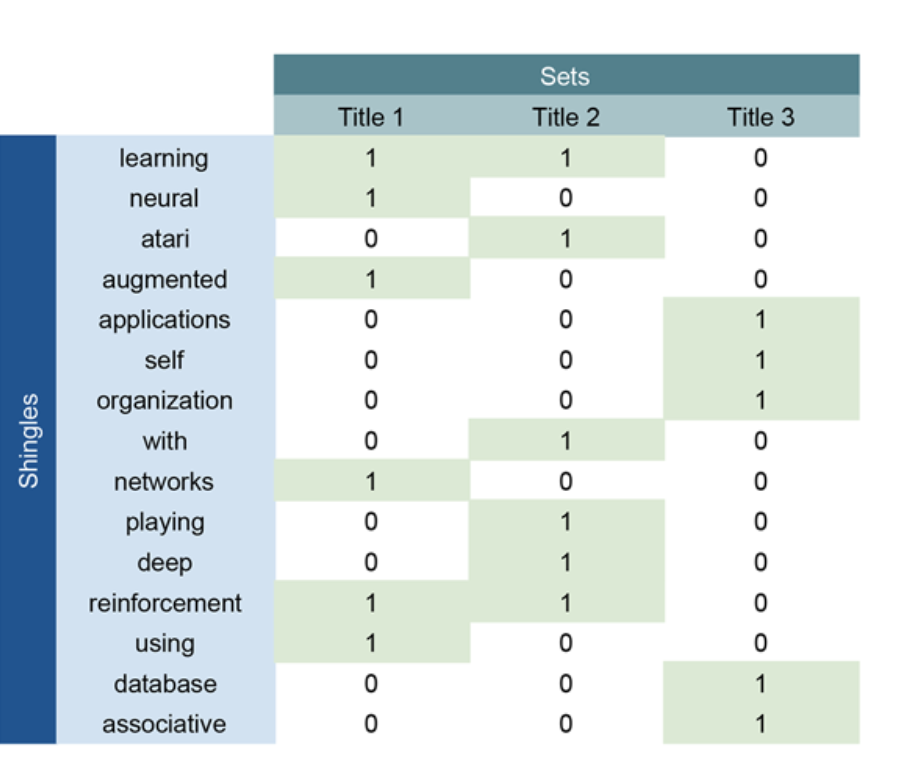 Sets
Title 1 Title 2 Title 3
Shingles
learning 1 1 0
neural 1 0 0
atari 0 1 0
augmented 1 0 0
applications 0 0 1
self 0 0 1
organization 0 0 1
with 0 1 0
networks 1 0 0
playing 0 1 0
deep 0 1 0
reinforcement 1 1 0
using 1 0 0
database 0 0 1
associative 0 0 1